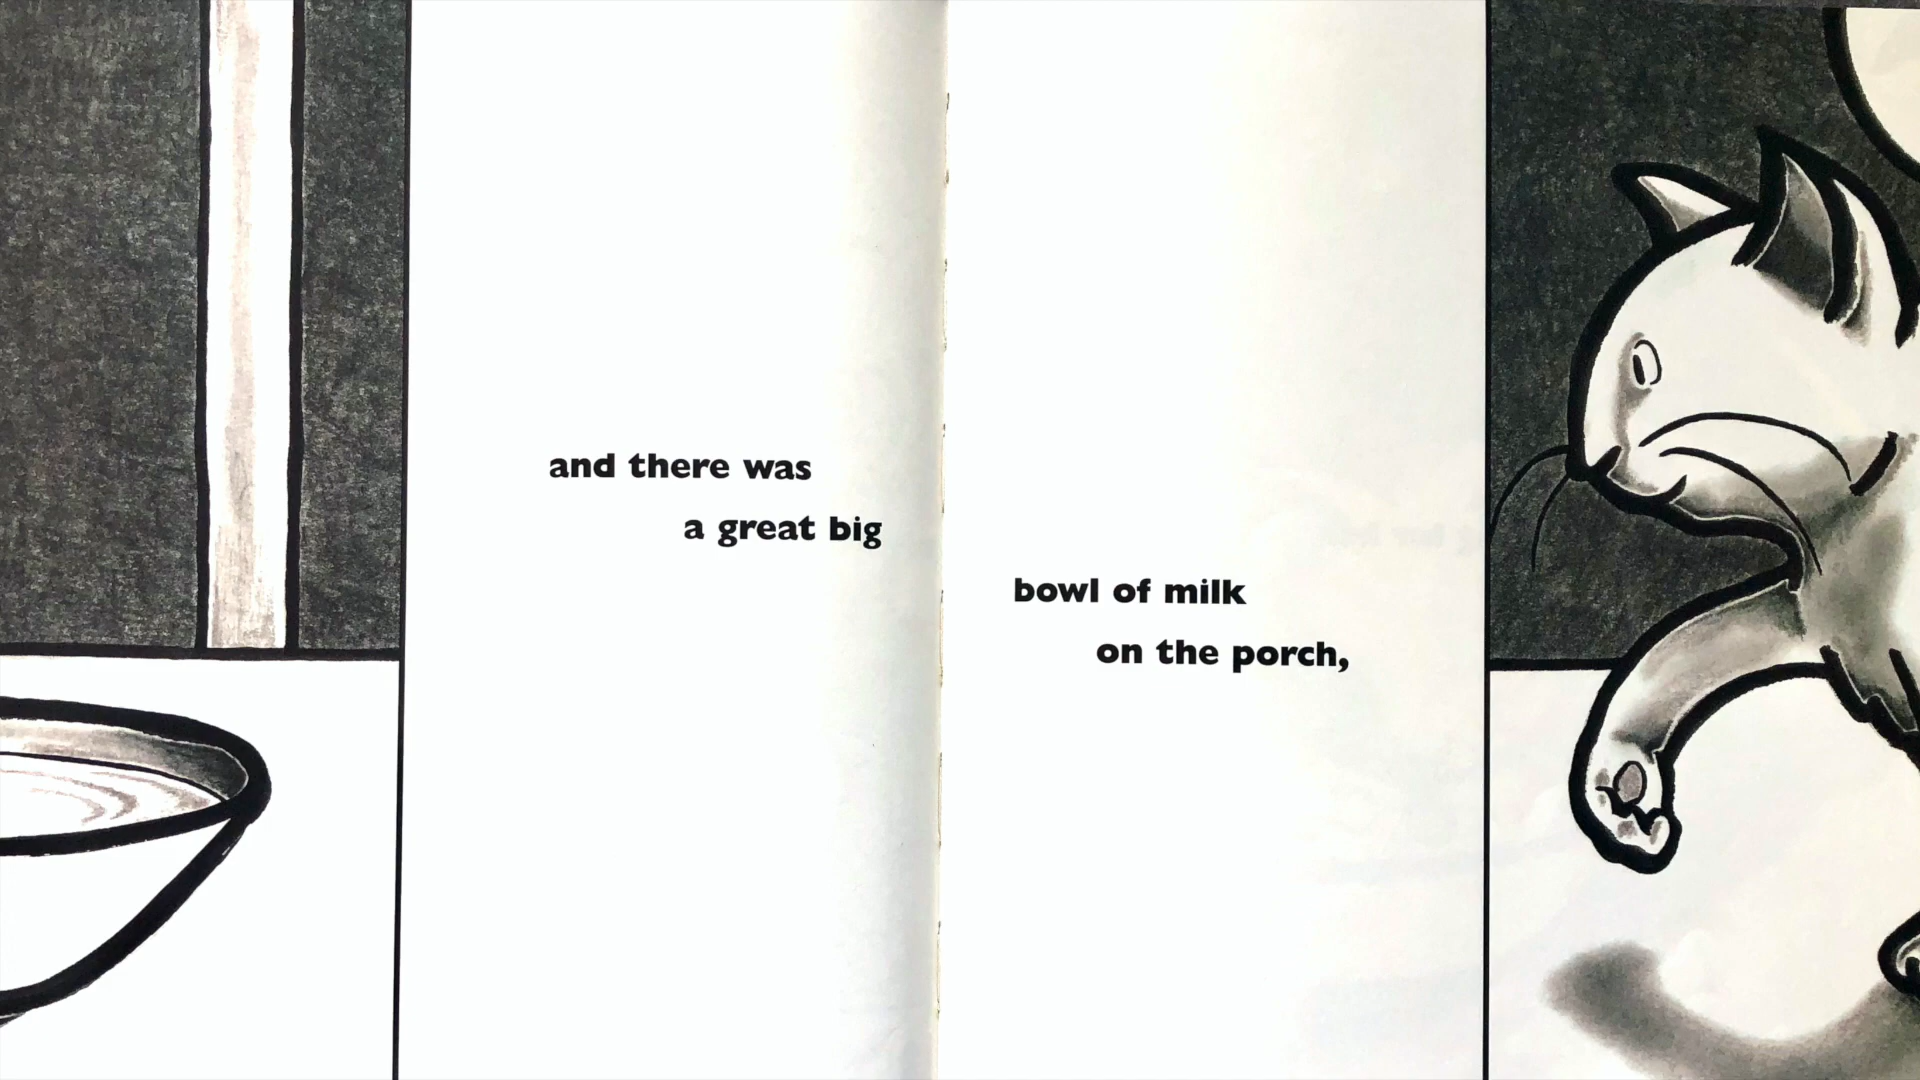 and there was
a great big
bowl of milk
on the porch,